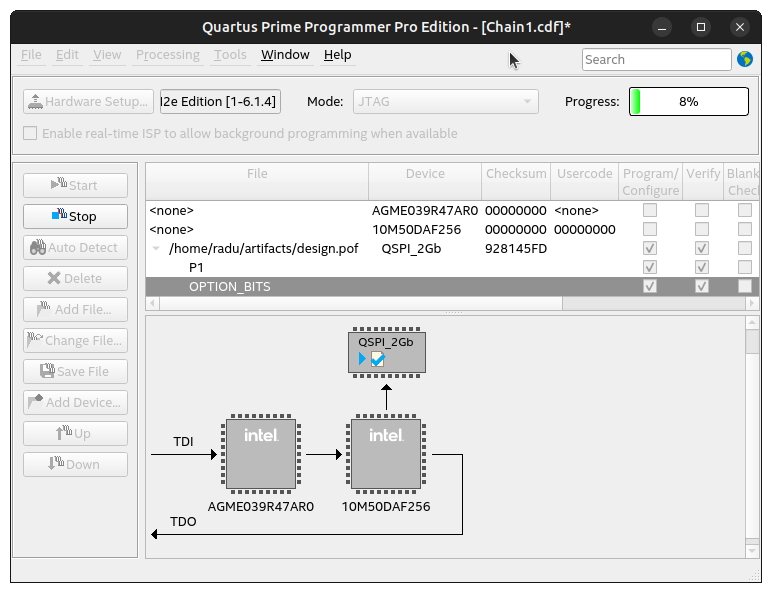 Quartus Prime Programmer Pro Edition - [Chain1.cdf]*
File Edit View Processing Tools Window Help
Search
Hardware Setup... I2e Edition [1-6.1.4] Mode: JTAG Progress: 8%
Enable real-time ISP to allow background programming when available
Start
Stop
Auto Detect
Delete
Add File...
Change File...
Save File
Add Device...
Up
Down
File Device Checksum Usercode Program/ Verify Blank
Configure Check
<none> AGME039R47AR0 00000000 <none>
<none> 10M50DAF256 00000000 00000000
/home/radu/artifacts/design.pof QSPI_2Gb 928145FD
P1
OPTION_BITS
QSPI_2Gb
TDI
intel
intel
AGME039R47AR0 10M50DAF256
TDO